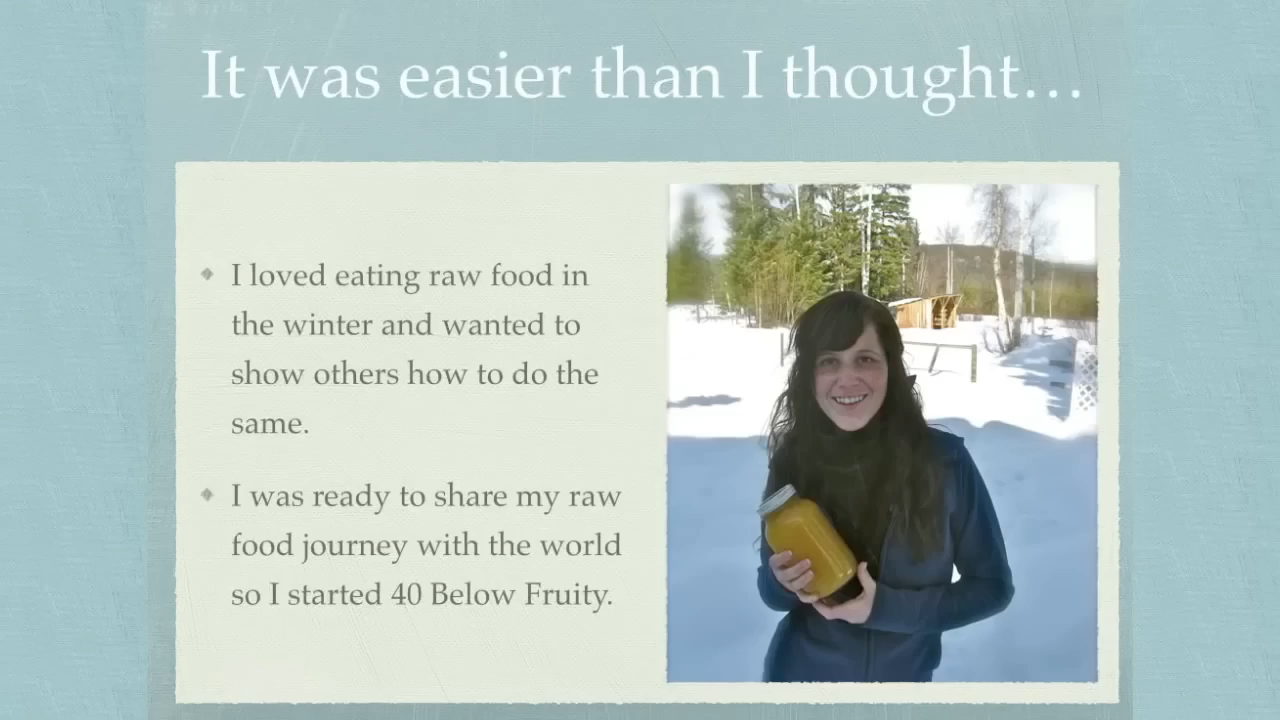 It was easier than I thought…
I loved eating raw food in
the winter and wanted to
show others how to do the
same.
I was ready to share my raw
food journey with the world
so I started 40 Below Fruity.